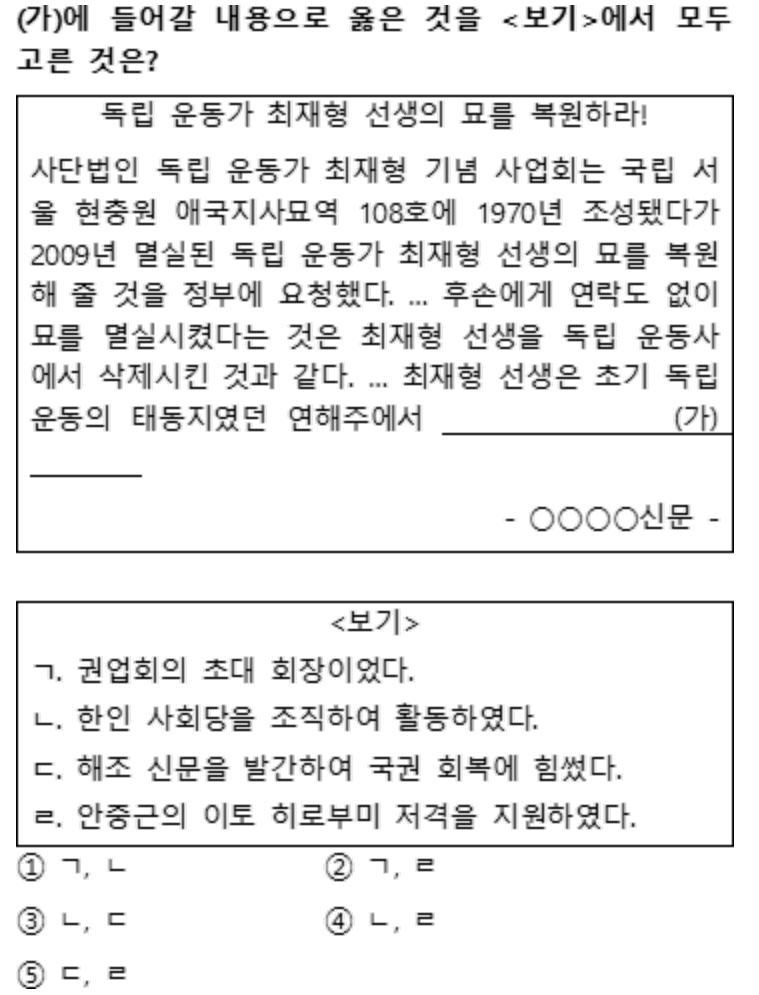 (가)에 들어갈 내용으로 옳은 것을 <보기>에서 모두
고른 것은?
독립 운동가 최재형 선생의 묘를 복원하라!
사단법인 독립 운동가 최재형 기념 사업회는 국립 서
울 현충원 애국지사묘역 108호에 1970년 조성됐다가
2009년 멸실된 독립 운동가 최재형 선생의 묘를 복원
해 줄 것을 정부에 요청했다. ... 후손에게 연락도 없이
묘를 멸실시켰다는 것은 최재형 선생을 독립 운동사
에서 삭제시킨 것과 같다. ... 최재형 선생은 초기 독립
운동의 태동지였던 연해주에서 (가)
- ○○○○신문 -
<보기>
ㄱ. 권업회의 초대 회장이었다.
ㄴ. 한인 사회당을 조직하여 활동하였다.
ㄷ. 해조 신문을 발간하여 국권 회복에 힘썼다.
ㄹ. 안중근의 이토 히로부미 저격을 지원하였다.
① ㄱ, ㄴ ② ㄱ, ㄹ
③ ㄴ, ㄷ ④ ㄴ, ㄹ
⑤ ㄷ, ㄹ